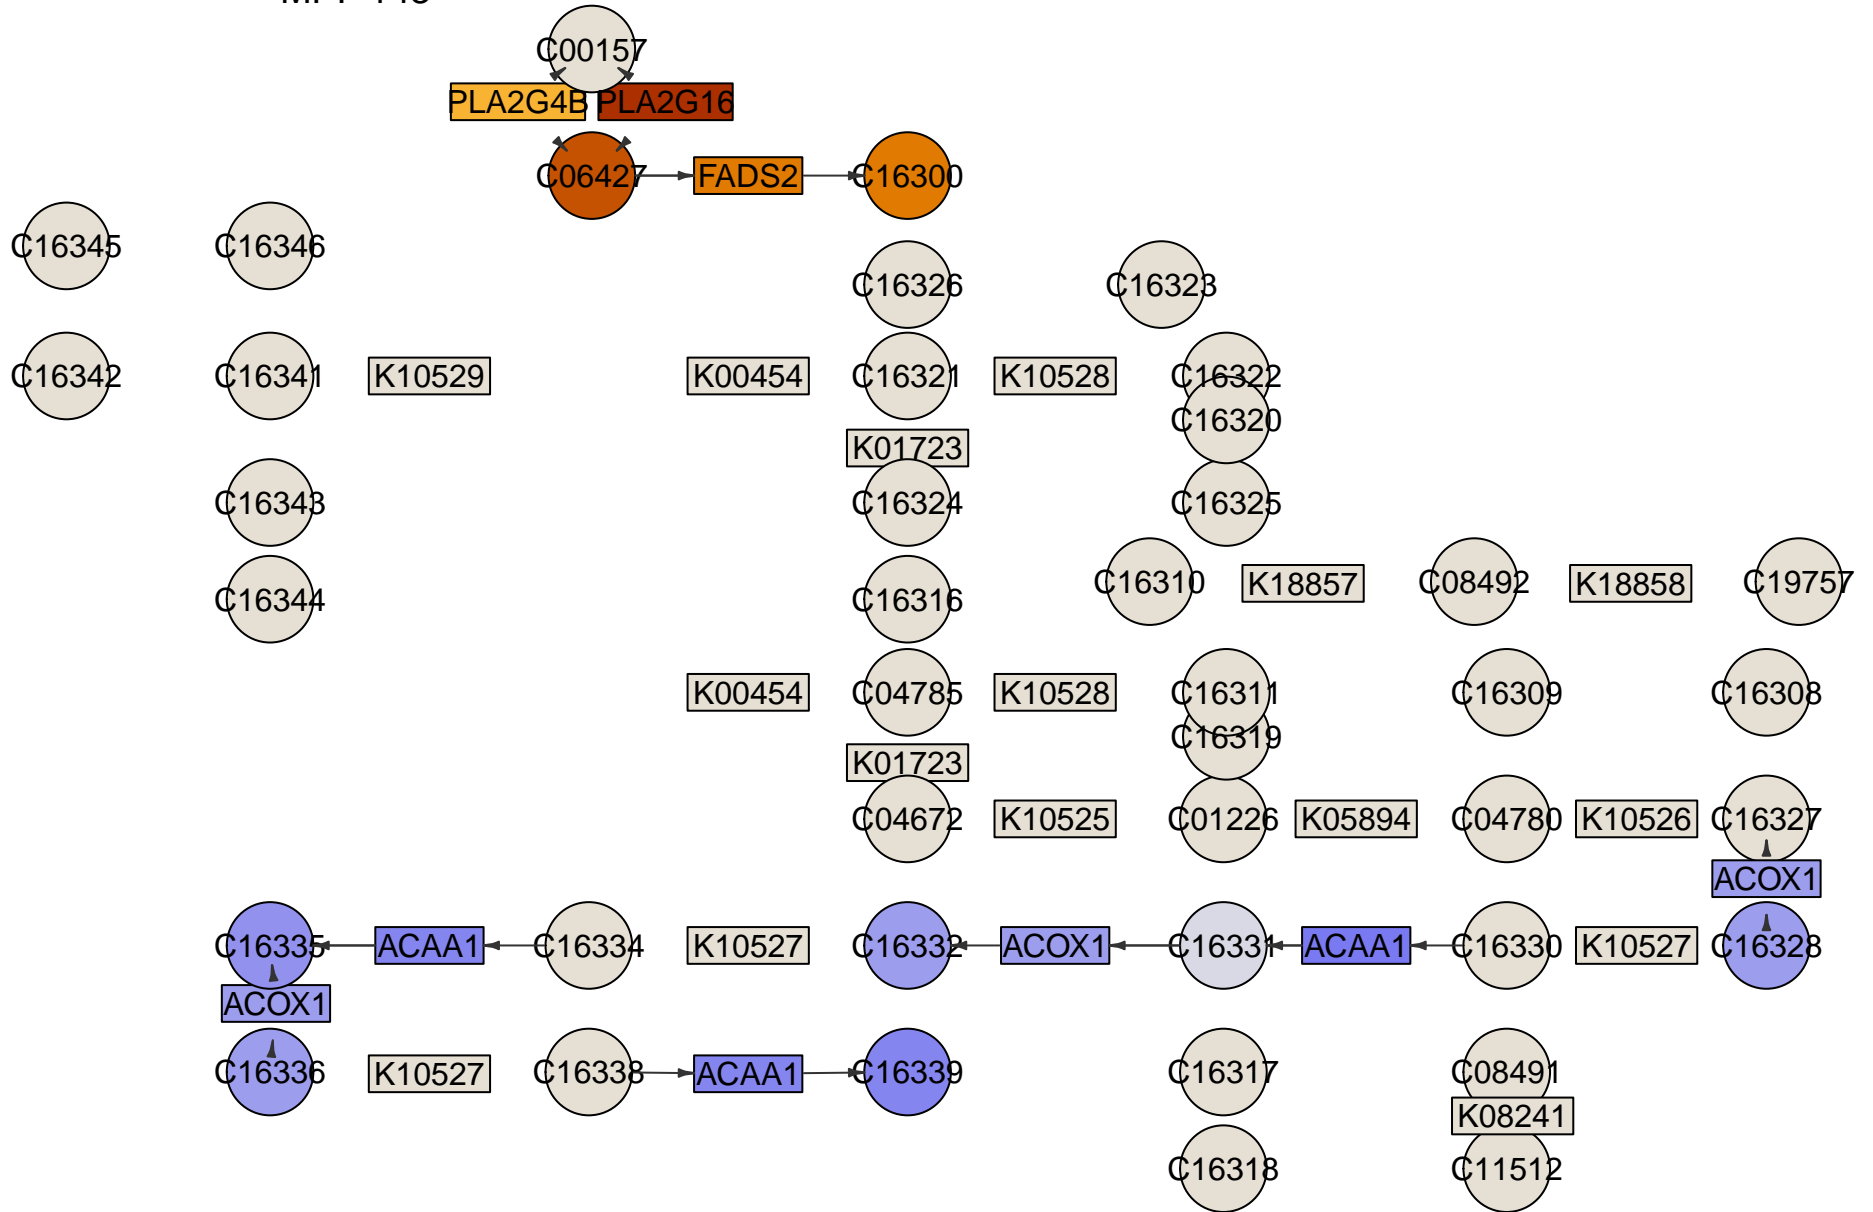 C00157
PLA2G4B PLA2G16
C06427 FADS2 C16300
C16345 C16346
C16326 C16323
C16342 C16341 K10529 K00454 C16321 K10528 C16322
C16320
K01723
C16343 C16324 C16325
C16310 K18857 C08492 K18858 C19757
C16344 C16316
K00454 C04785 K10528 C16311 C16309 C16308
C16319
K01723
C04672 K10525 C01226 K05894 C04780 K10526 C16327
ACOX1
C16335 ACAA1 C16334 K10527 C16332 ACOX1 C16331 ACAA1 C16330 K10527 C16328
ACOX1
C16336 K10527 C16338 ACAA1 C16339 C16317 C08491
K08241
C16318 C11512